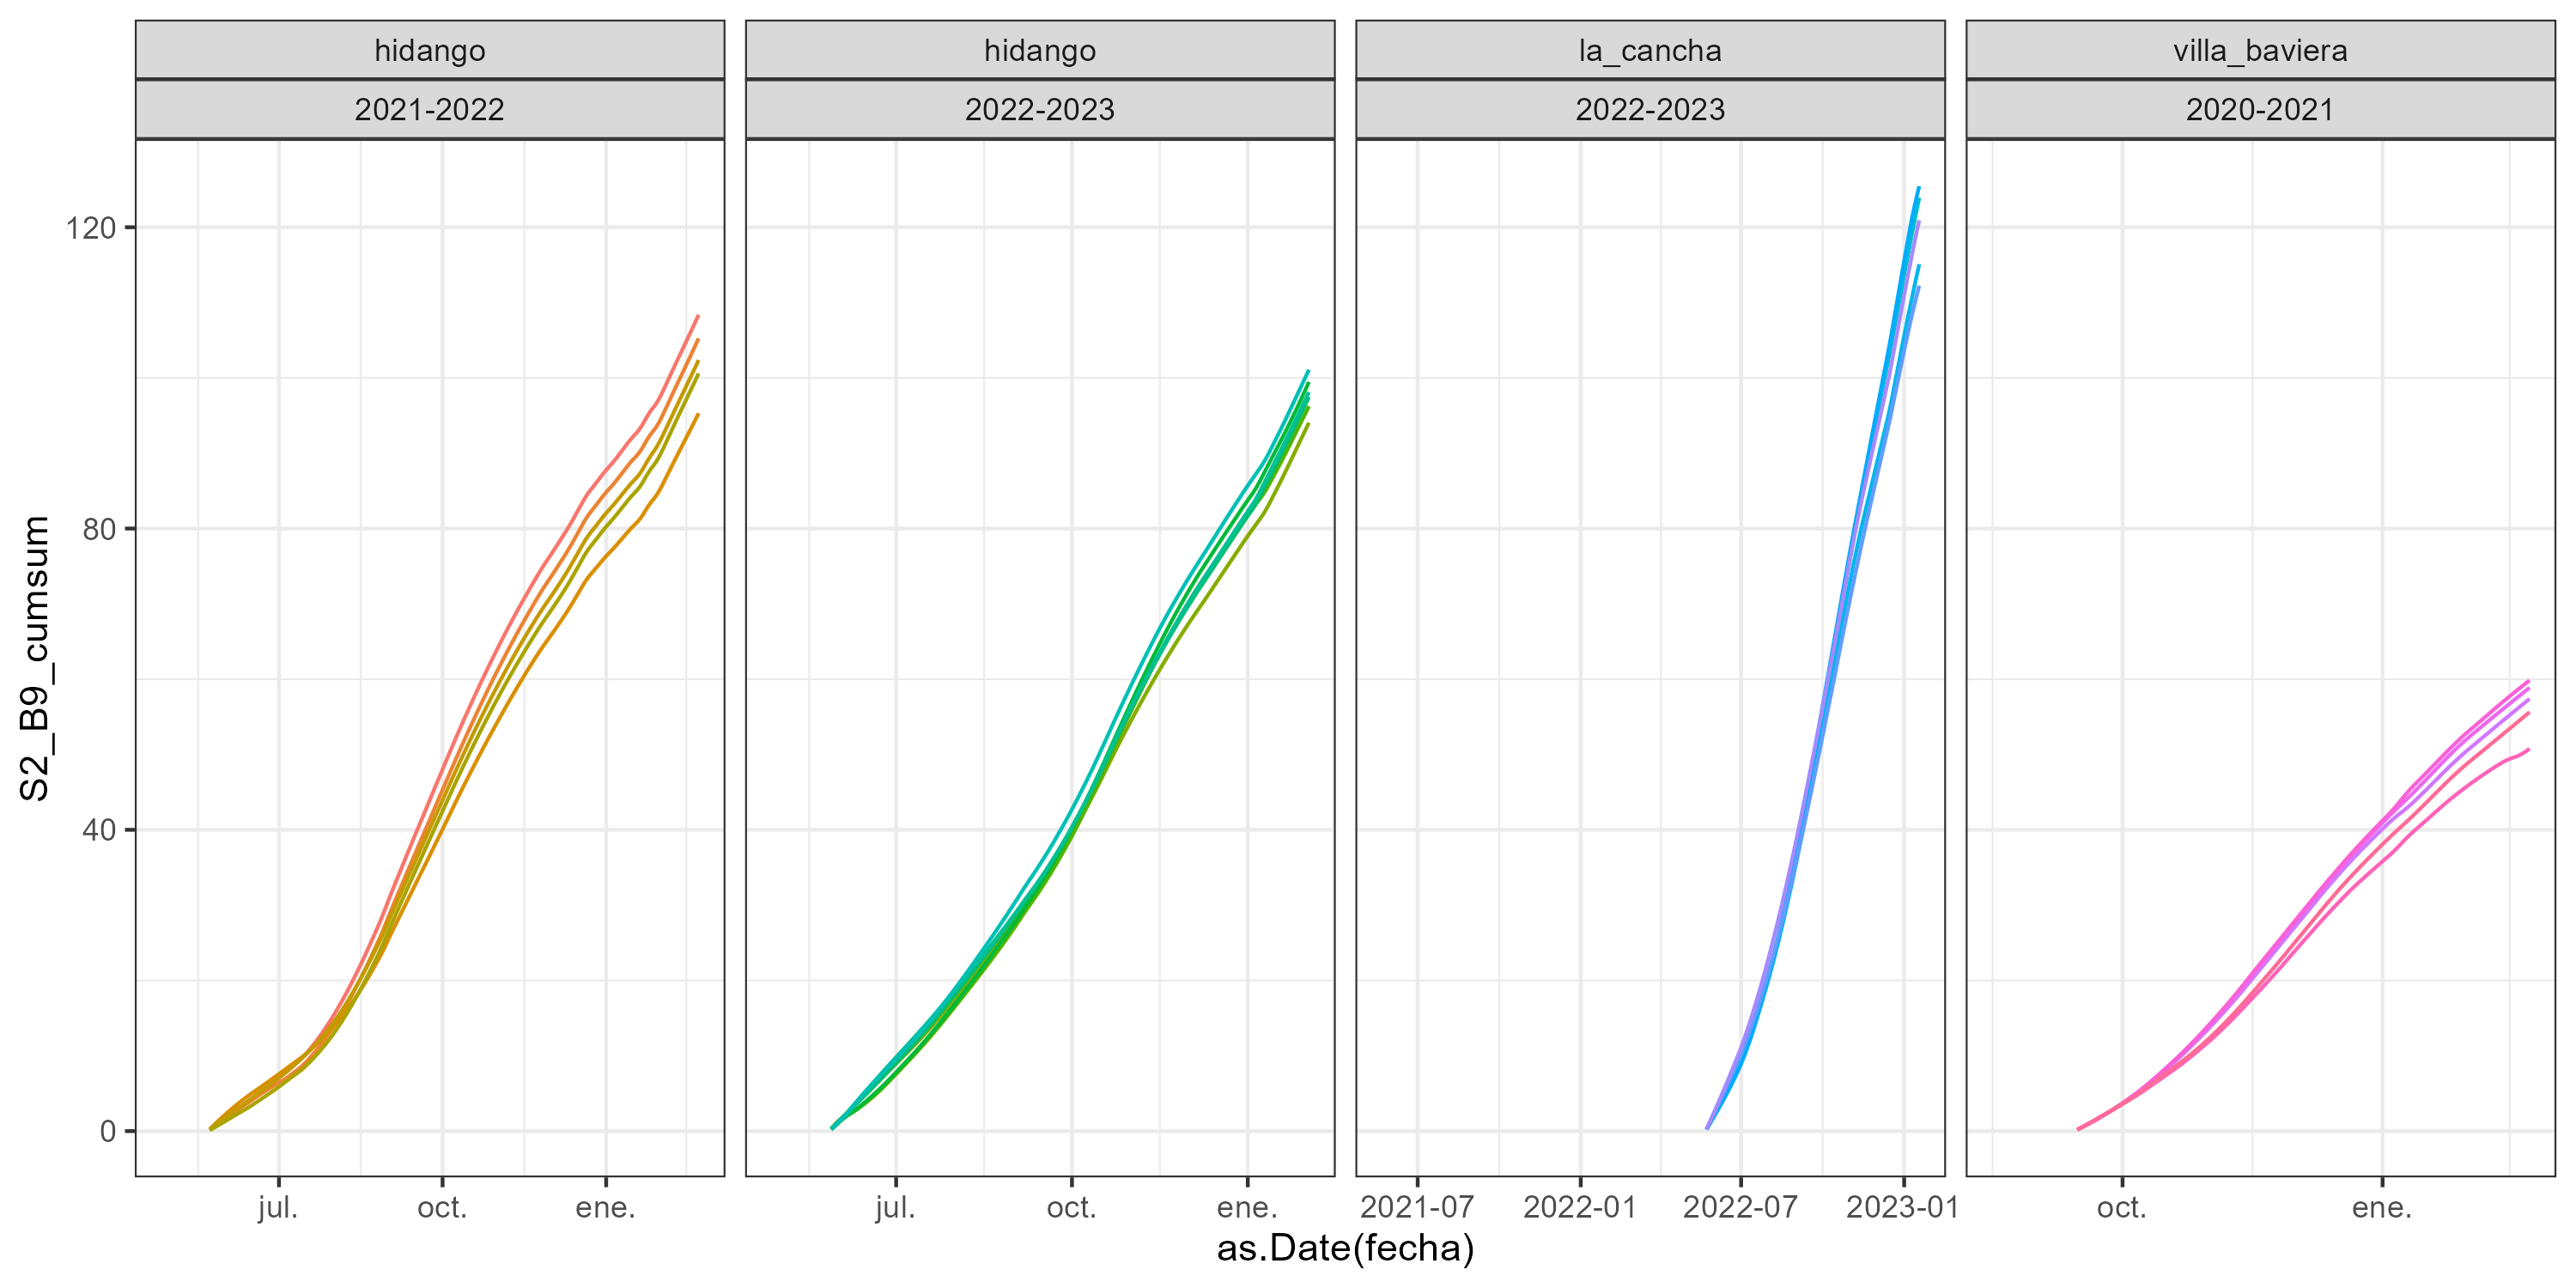 hidango hidango la_cancha villa_baviera
2021-2022 2022-2023 2022-2023 2020-2021
120
80
40
0
S2_B9_cumsum
jul. oct. ene. jul. oct. ene. 2021-07 2022-01 2022-07 2023-01 oct. ene.
as.Date(fecha)